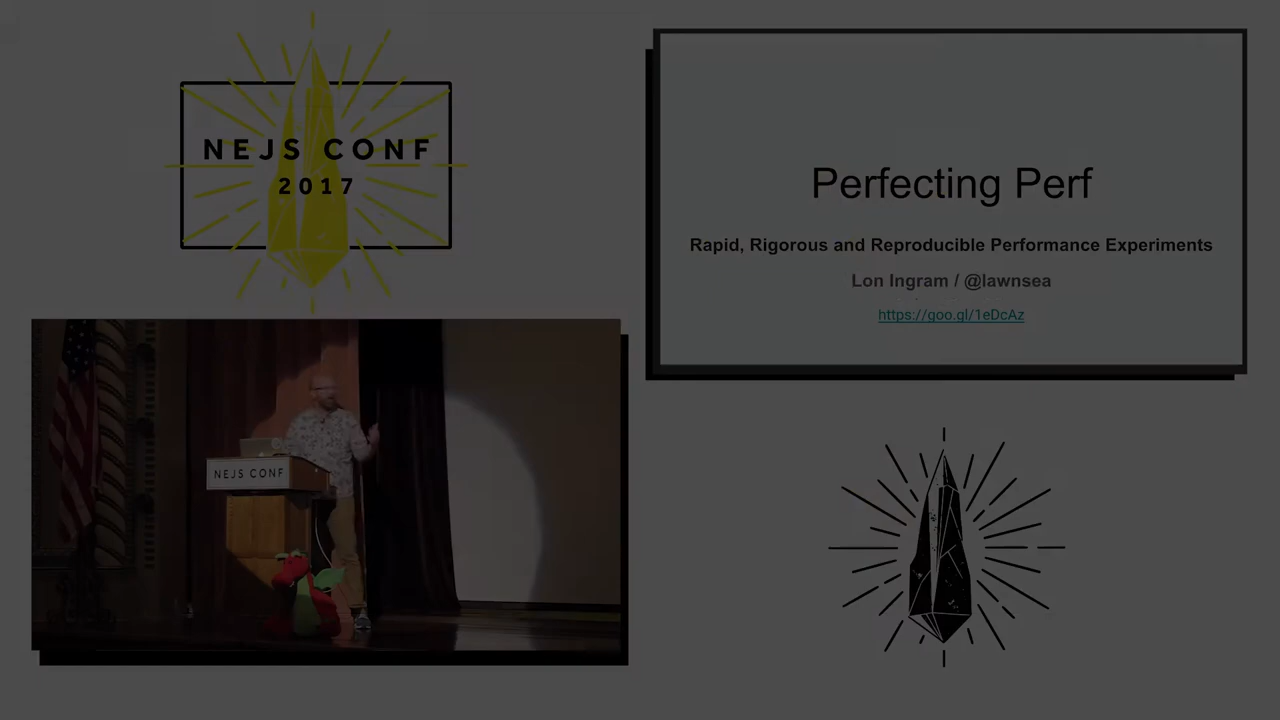 NEJS CONF
2017
Perfecting Perf
Rapid, Rigorous and Reproducible Performance Experiments
Lon Ingram / @lawnsea
https://goo.gl/1eDcAz
NEJS CONF